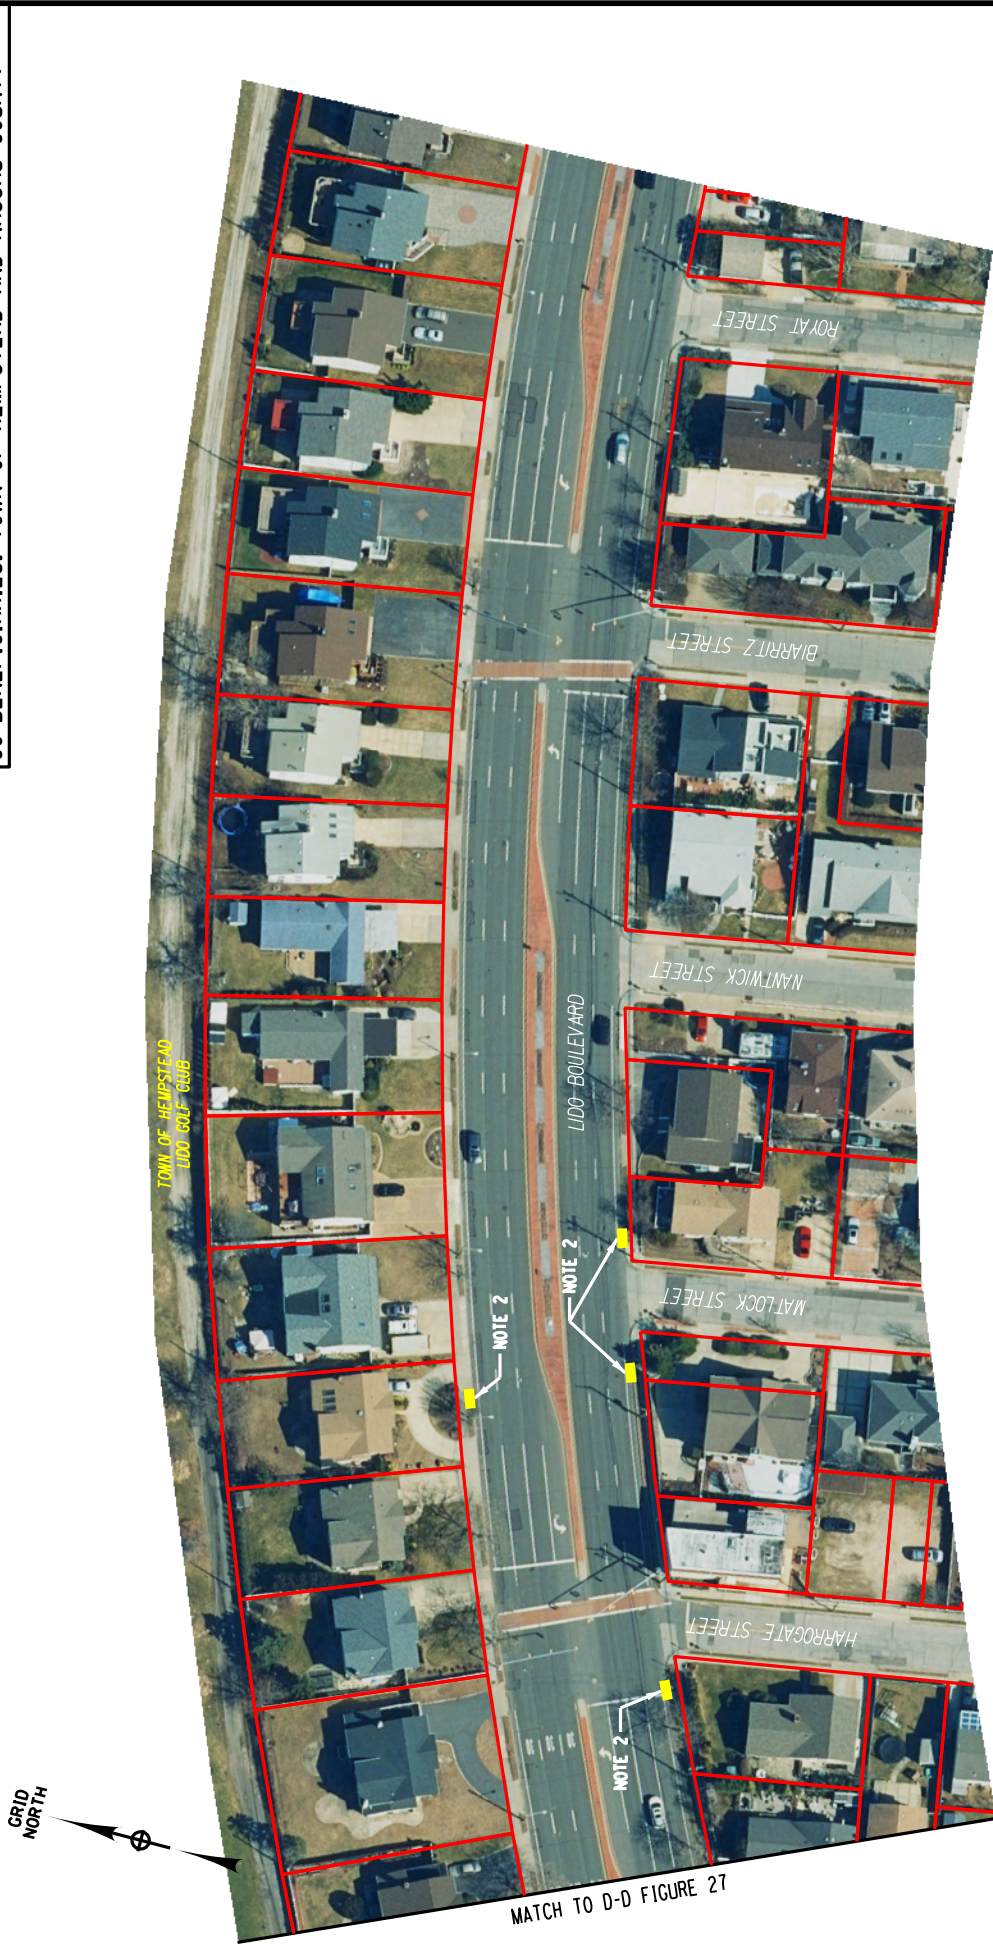 ROYAT STREET
BIARRITZ STREET
NANTWICK STREET
LIDO BOULEVARD
TOWN OF HEMPSTEAD
LIDO GOLF CLUB
NOTE 2
NOTE 2
MATLOCK STREET
HARROGATE STREET
NOTE 2
GRID
NORTH
MATCH TO D-D FIGURE 27